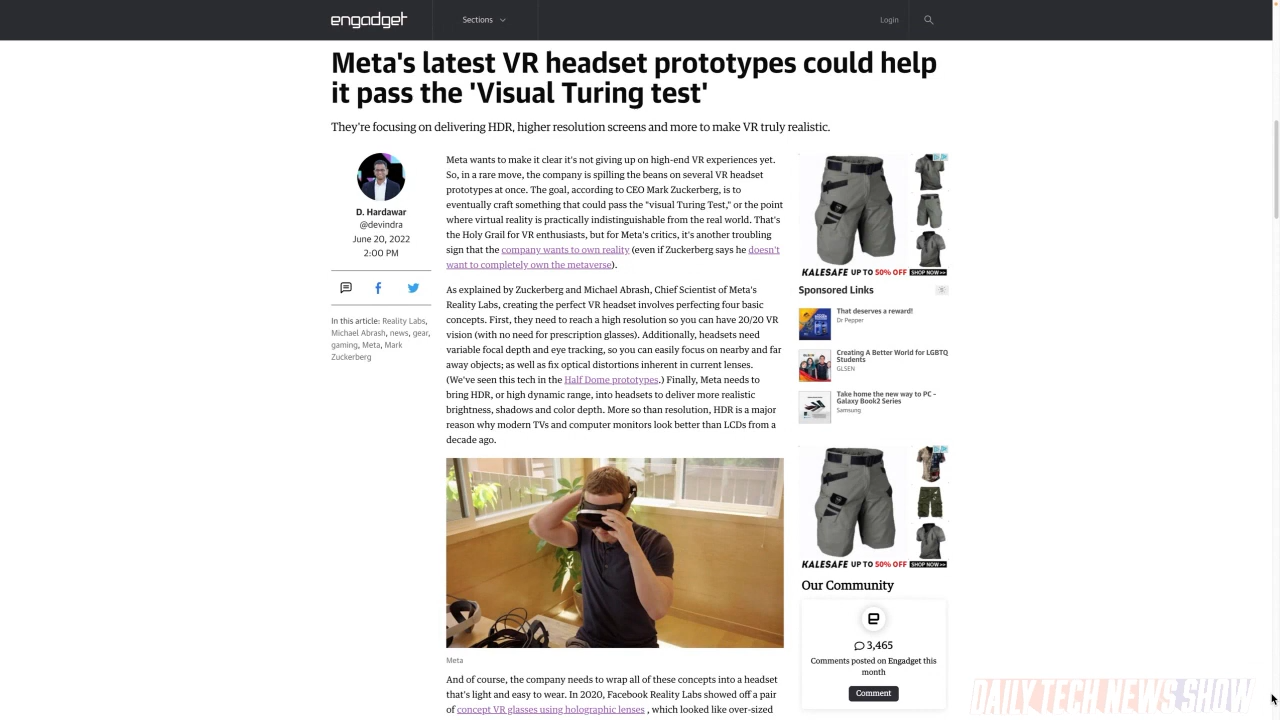 engadget
Sections
Login
Meta's latest VR headset prototypes could help
it pass the 'Visual Turing test'
They're focusing on delivering HDR, higher resolution screens and more to make VR truly realistic.
D. Hardawar
@devindra
June 20, 2022
2:00 PM
In this article: Reality Labs,
Michael Abrash, news, gear,
gaming, Meta, Mark
Zuckerberg
Meta wants to make it clear it's not giving up on high-end VR experiences yet.
So, in a rare move, the company is spilling the beans on several VR headset
prototypes at once. The goal, according to CEO Mark Zuckerberg, is to
eventually craft something that could pass the "visual Turing Test," or the point
where virtual reality is practically indistinguishable from the real world. That's
the Holy Grail for VR enthusiasts, but for Meta's critics, it's another troubling
sign that the company wants to own reality (even if Zuckerberg says he doesn't
want to completely own the metaverse).
As explained by Zuckerberg and Michael Abrash, Chief Scientist of Meta's
Reality Labs, creating the perfect VR headset involves perfecting four basic
concepts. First, they need to reach a high resolution so you can have 20/20 VR
vision (with no need for prescription glasses). Additionally, headsets need
variable focal depth and eye tracking, so you can easily focus on nearby and far
away objects; as well as fix optical distortions inherent in current lenses.
(We've seen this tech in the Half Dome prototypes.) Finally, Meta needs to
bring HDR, or high dynamic range, into headsets to deliver more realistic
brightness, shadows and color depth. More so than resolution, HDR is a major
reason why modern TVs and computer monitors look better than LCDs from a
decade ago.
Meta
And of course, the company needs to wrap all of these concepts into a headset
that's light and easy to wear. In 2020, Facebook Reality Labs showed off a pair
of concept VR glasses using holographic lenses , which looked like over-sized
KALESAFE UP TO 50% OFF SHOP NOW>>
Sponsored Links
That deserves a reward!
Dr Pepper
Creating A Better World for LGBTQ
Students
GLSEN
Take home the new way to PC –
Galaxy Book2 Series
Samsung
KALESAFE UP TO 50% OFF SHOP NOW>>
Our Community
e
3,465
Comments posted on Engadget this
month
Comment
DAILY TECH NEWS SHOW